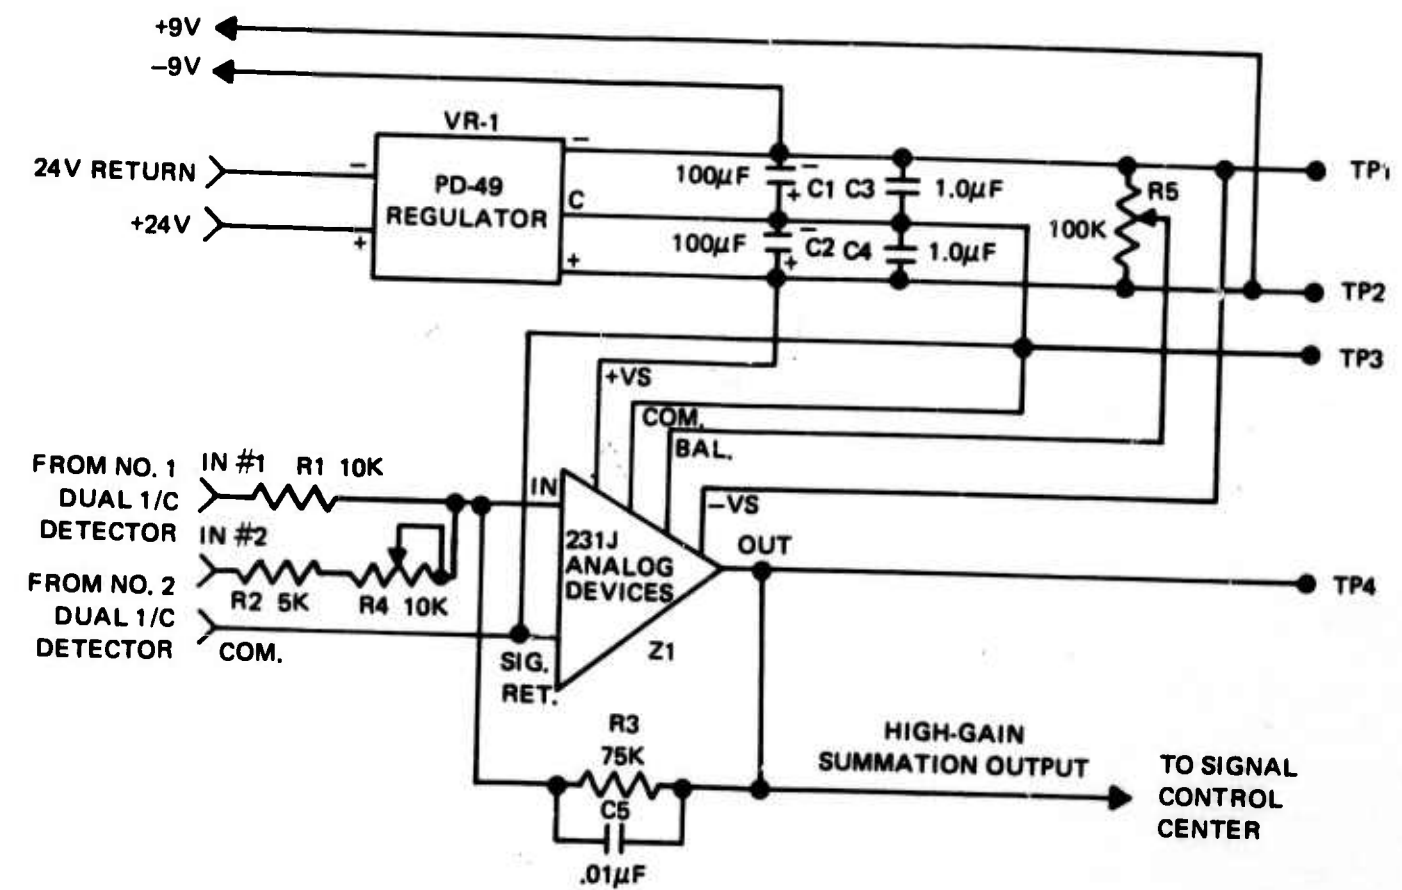 +9V
−9V
VR-1
24V RETURN
+24V
−
+
PD-49
REGULATOR
−
C
+
100µF
−
+
C1
C3
1.0µF
100µF
−
+
C2
C4
1.0µF
R5
100K
TP1
TP2
TP3
+VS
COM.
BAL.
−VS
FROM NO. 1
DUAL 1/C
DETECTOR
IN #1
R1 10K
IN #2
FROM NO. 2
DUAL 1/C
DETECTOR
R2 5K
R4 10K
COM.
IN
231J
ANALOG
DEVICES
Z1
OUT
TP4
SIG.
RET.
R3
75K
C5
.01µF
HIGH-GAIN
SUMMATION OUTPUT
TO SIGNAL
CONTROL
CENTER